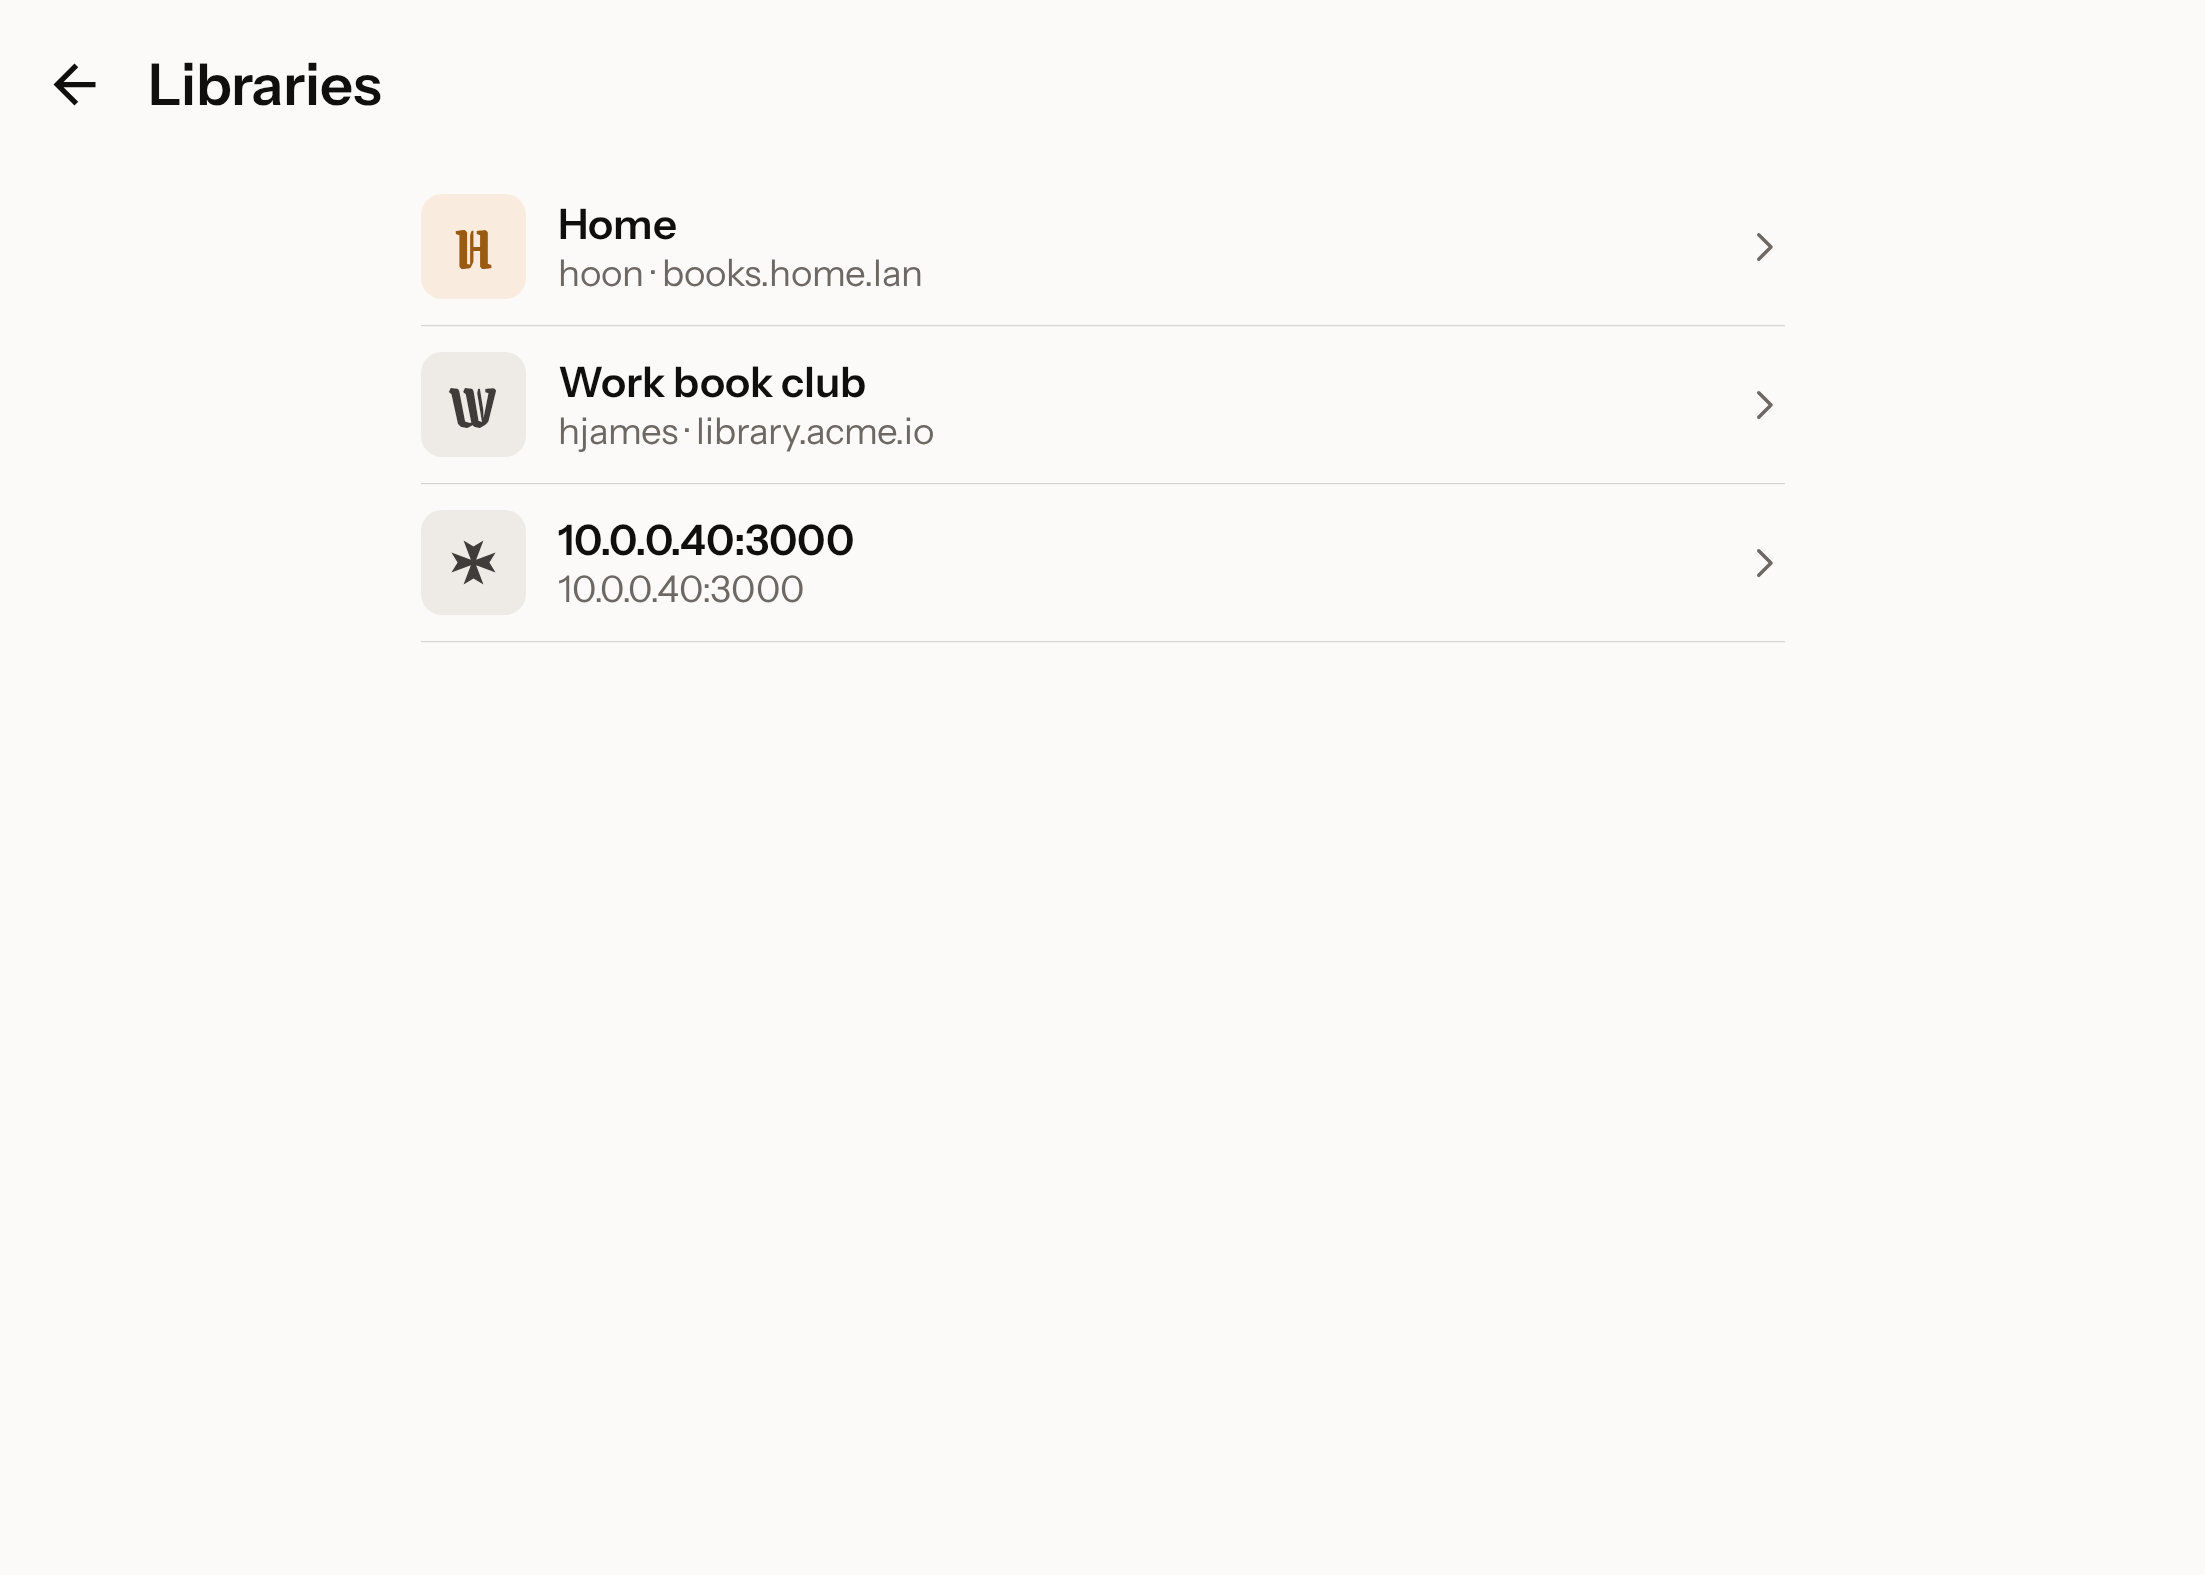 Libraries
H
Home
hoon · books.home.lan
W
Work book club
hjames · library.acme.io
10.0.0.40:3000
10.0.0.40:3000